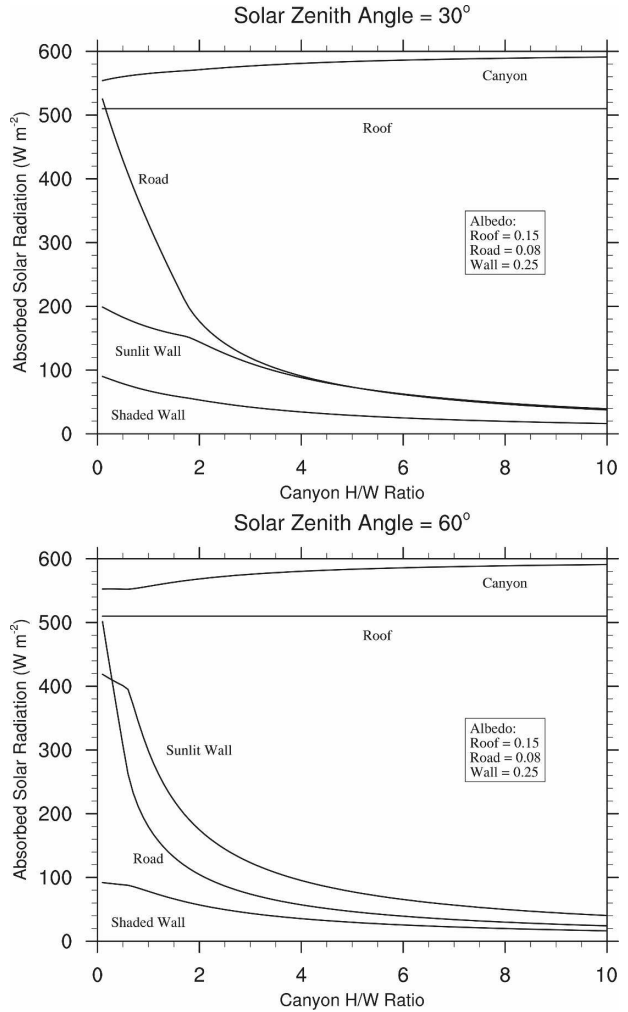 Solar Zenith Angle = 30°
Absorbed Solar Radiation (W m-2)
600
500
400
300
200
100
0
Canyon
Roof
Road
Albedo:
Roof = 0.15
Road = 0.08
Wall = 0.25
Sunlit Wall
Shaded Wall
0 2 4 6 8 10
Canyon H/W Ratio
Solar Zenith Angle = 60°
Absorbed Solar Radiation (W m-2)
600
500
400
300
200
100
0
Canyon
Roof
Sunlit Wall
Albedo:
Roof = 0.15
Road = 0.08
Wall = 0.25
Road
Shaded Wall
0 2 4 6 8 10
Canyon H/W Ratio